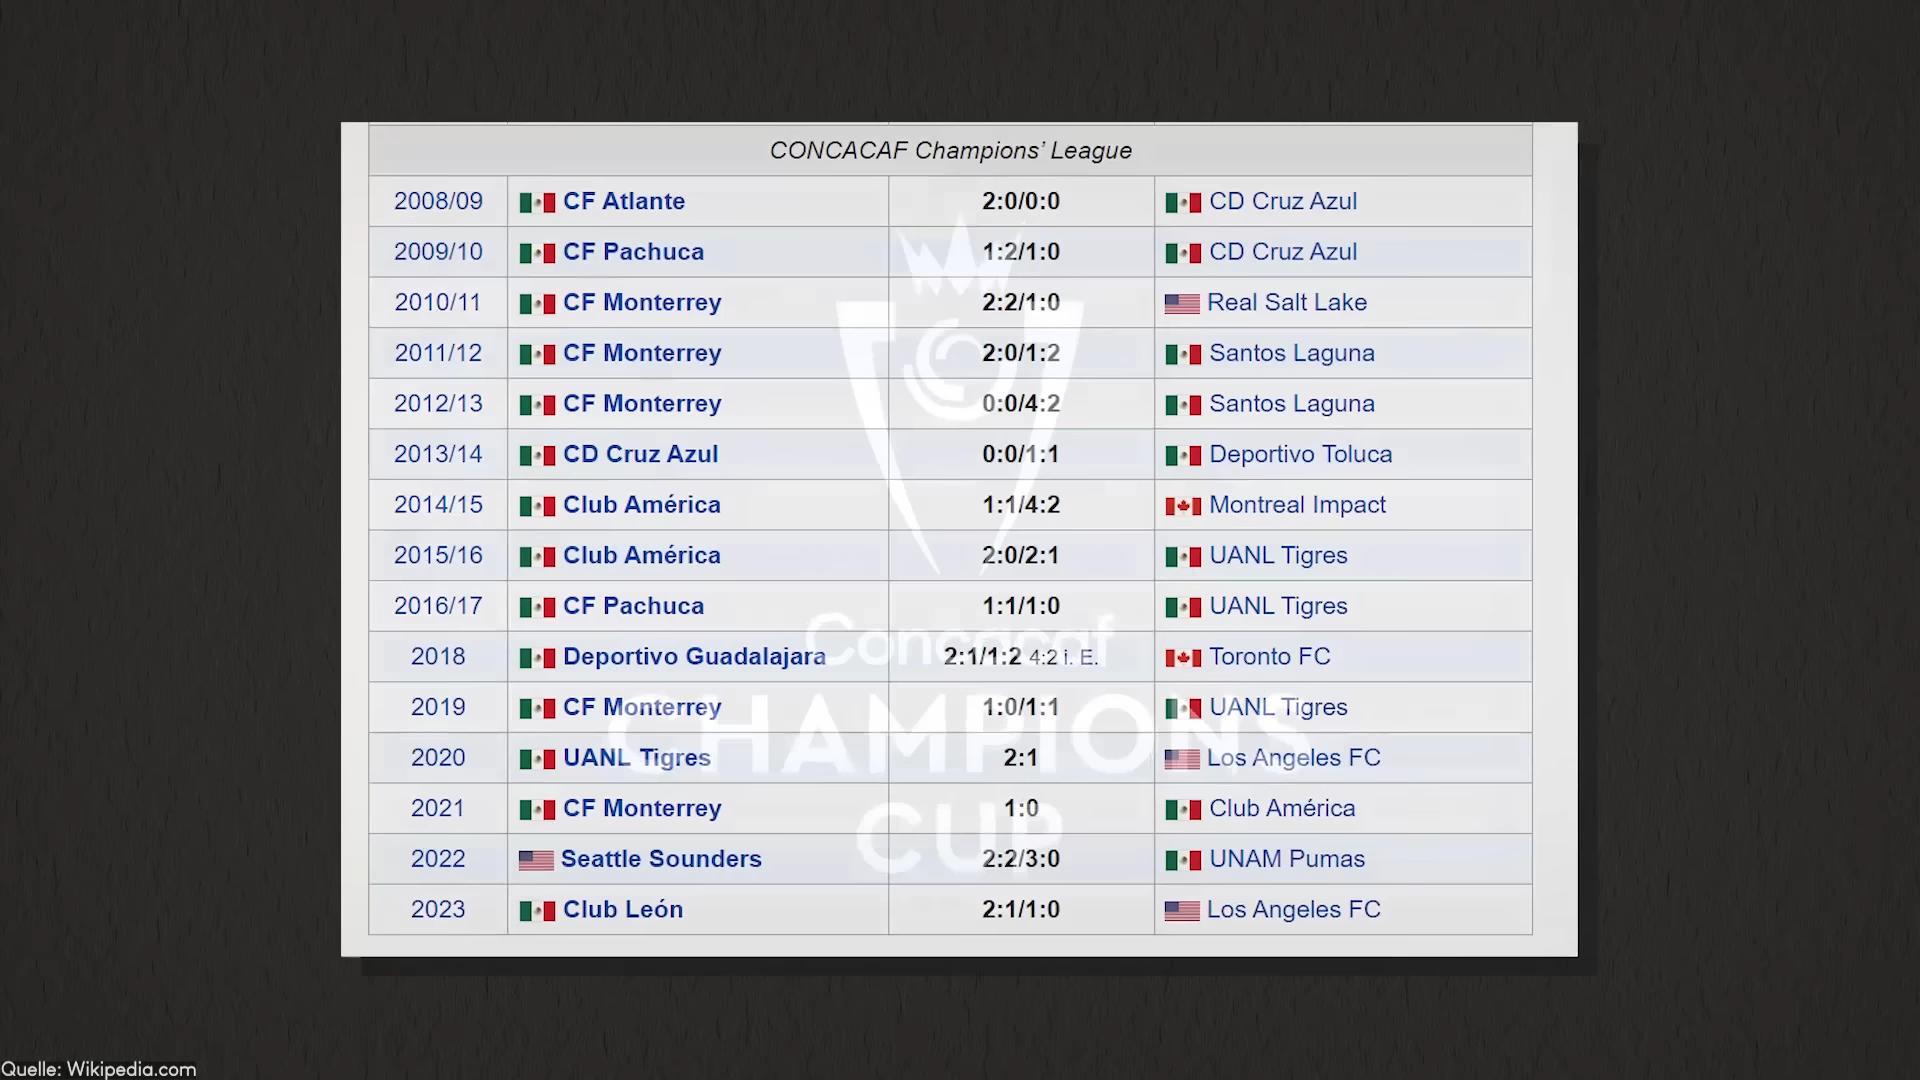 CONCACAF Champions’ League
2008/09 CF Atlante 2:0/0:0 CD Cruz Azul
2009/10 CF Pachuca 1:2/1:0 CD Cruz Azul
2010/11 CF Monterrey 2:2/1:0 Real Salt Lake
2011/12 CF Monterrey 2:0/1:2 Santos Laguna
2012/13 CF Monterrey 0:0/4:2 Santos Laguna
2013/14 CD Cruz Azul 0:0/1:1 Deportivo Toluca
2014/15 Club América 1:1/4:2 Montreal Impact
2015/16 Club América 2:0/2:1 UANL Tigres
2016/17 CF Pachuca 1:1/1:0 UANL Tigres
2018 Deportivo Guadalajara 2:1/1:2 4:2 i. E. Toronto FC
2019 CF Monterrey 1:0/1:1 UANL Tigres
2020 UANL Tigres 2:1 Los Angeles FC
2021 CF Monterrey 1:0 Club América
2022 Seattle Sounders 2:2/3:0 UNAM Pumas
2023 Club León 2:1/1:0 Los Angeles FC
Concacaf
CHAMPIONS
CUP
Quelle: Wikipedia.com